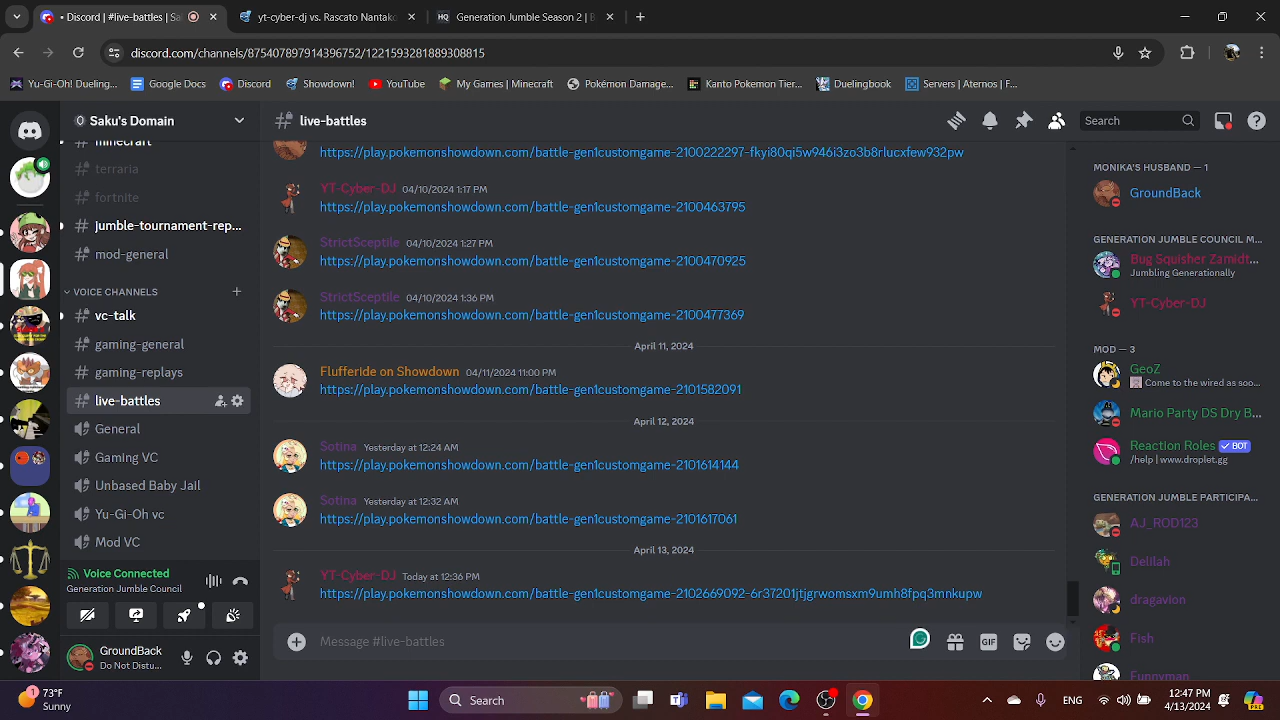 Discord | #live-battles | Sa
yt-cyber-dj vs. Rascato Nantako
HQ Generation Jumble Season 2 | B
discord.com/channels/875407897914396752/1221593281889308815
Yu-Gi-Oh! Dueling...
Google Docs
Discord
Showdown!
YouTube
My Games | Minecraft
Pokémon Damage...
Kanto Pokemon Tier...
Duelingbook
Servers | Aternos | F...
Saku's Domain
minecraft
terraria
fortnite
jumble-tournament-rep...
mod-general
VOICE CHANNELS
vc-talk
gaming-general
gaming-replays
live-battles
General
Gaming VC
Unbased Baby Jail
Yu-Gi-Oh vc
Mod VC
Voice Connected
Generation Jumble Council
GroundBack
Do Not Distu...
live-battles
https://play.pokemonshowdown.com/battle-gen1customgame-2100222297-fkyi80qi5w946i3zo3b8rlucxfew932pw
YT-Cyber-DJ 04/10/2024 1:17 PM
https://play.pokemonshowdown.com/battle-gen1customgame-2100463795
StrictSceptile 04/10/2024 1:27 PM
https://play.pokemonshowdown.com/battle-gen1customgame-2100470925
StrictSceptile 04/10/2024 1:36 PM
https://play.pokemonshowdown.com/battle-gen1customgame-2100477369
April 11, 2024
Flufferide on Showdown 04/11/2024 11:00 PM
https://play.pokemonshowdown.com/battle-gen1customgame-2101582091
April 12, 2024
Sotina Yesterday at 12:24 AM
https://play.pokemonshowdown.com/battle-gen1customgame-2101614144
Sotina Yesterday at 12:32 AM
https://play.pokemonshowdown.com/battle-gen1customgame-2101617061
April 13, 2024
YT-Cyber-DJ Today at 12:36 PM
https://play.pokemonshowdown.com/battle-gen1customgame-2102669092-6r37201jtjgrwomsxm9umh8fpq3mnkupw
Message #live-battles
GIF
Search
MONIKA'S HUSBAND — 1
GroundBack
GENERATION JUMBLE COUNCIL M...
Bug Squisher Zamidt...
Jumbling Generationally
YT-Cyber-DJ
MOD — 3
GeoZ
Come to the wired as soo...
Mario Party DS Dry B...
Reaction Roles BOT
/help | www.droplet.gg
GENERATION JUMBLE PARTICIPA...
AJ_ROD123
Delilah
dragavion
Fish
Funnyman
1
73°F
Sunny
Search
ENG
12:47 PM
4/13/2024
PRE